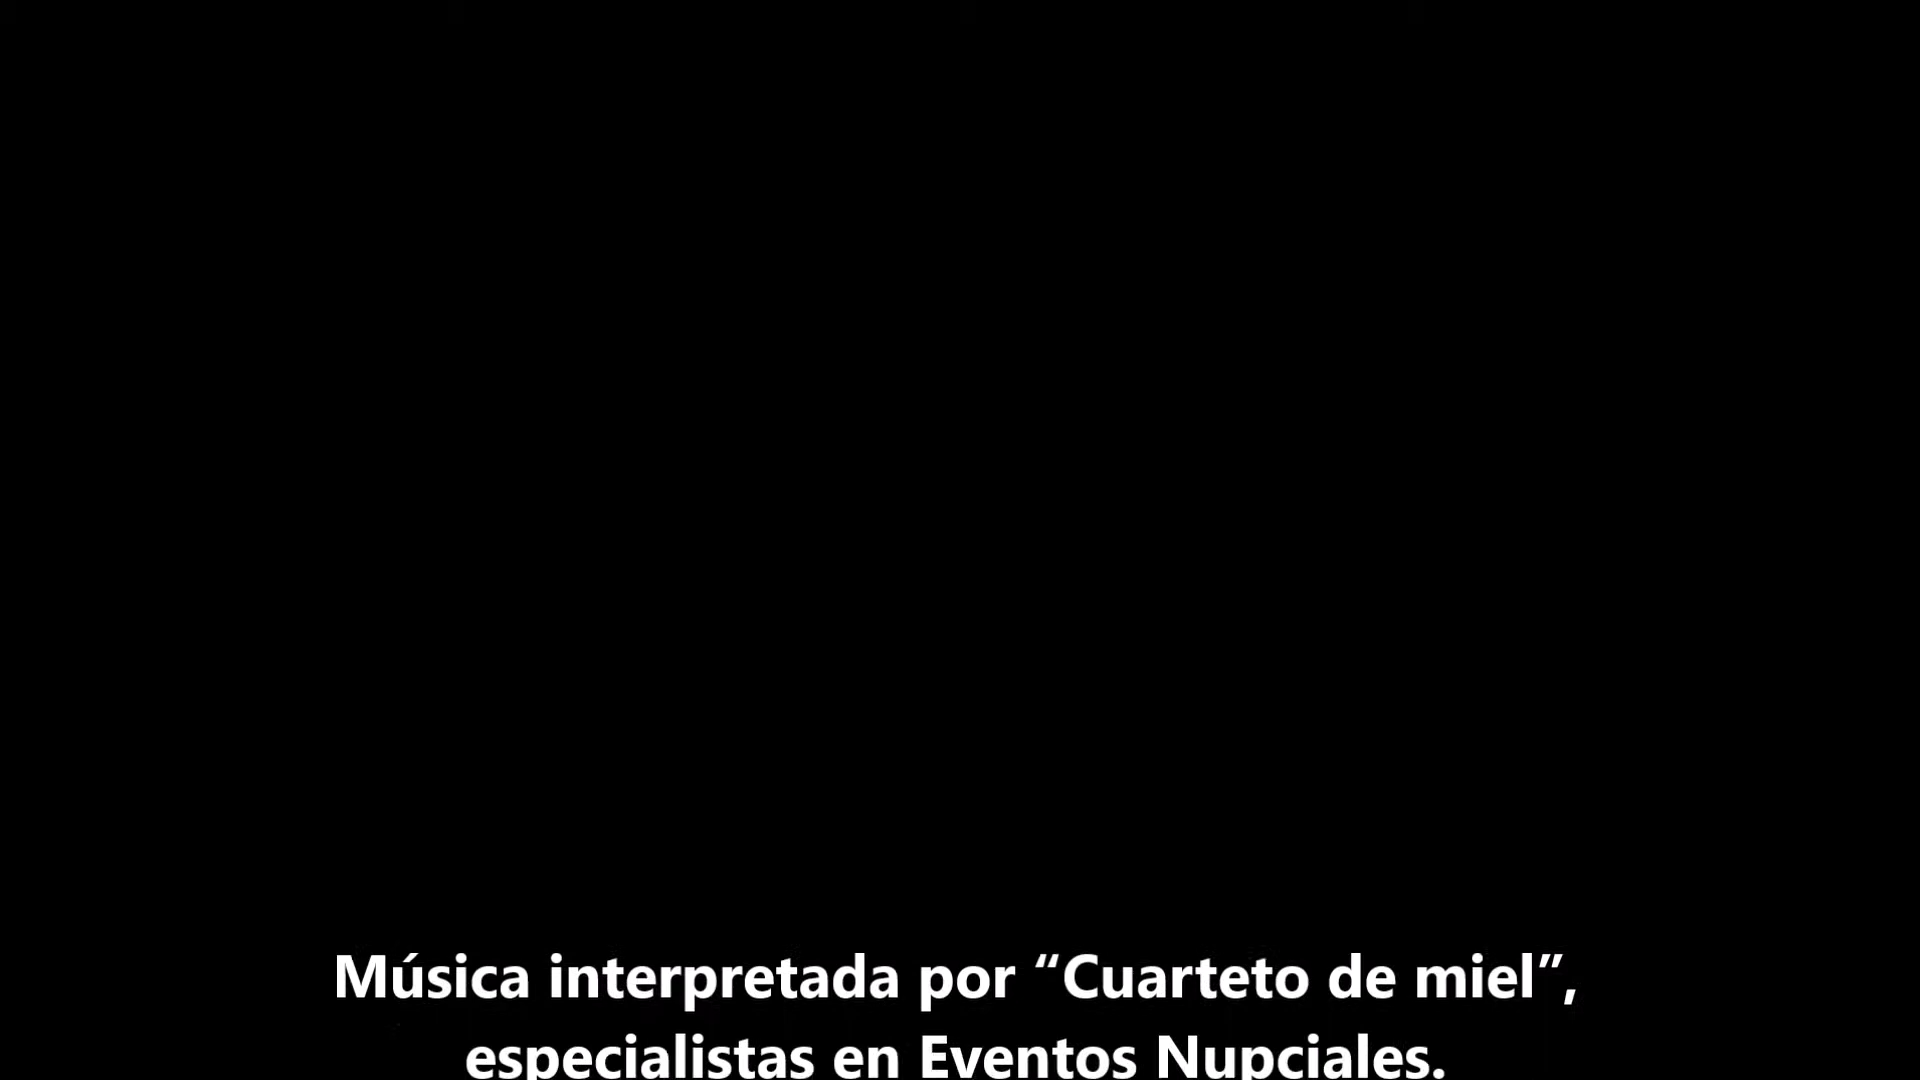 Música interpretada por “Cuarteto de miel”,
especialistas en Eventos Nupciales.